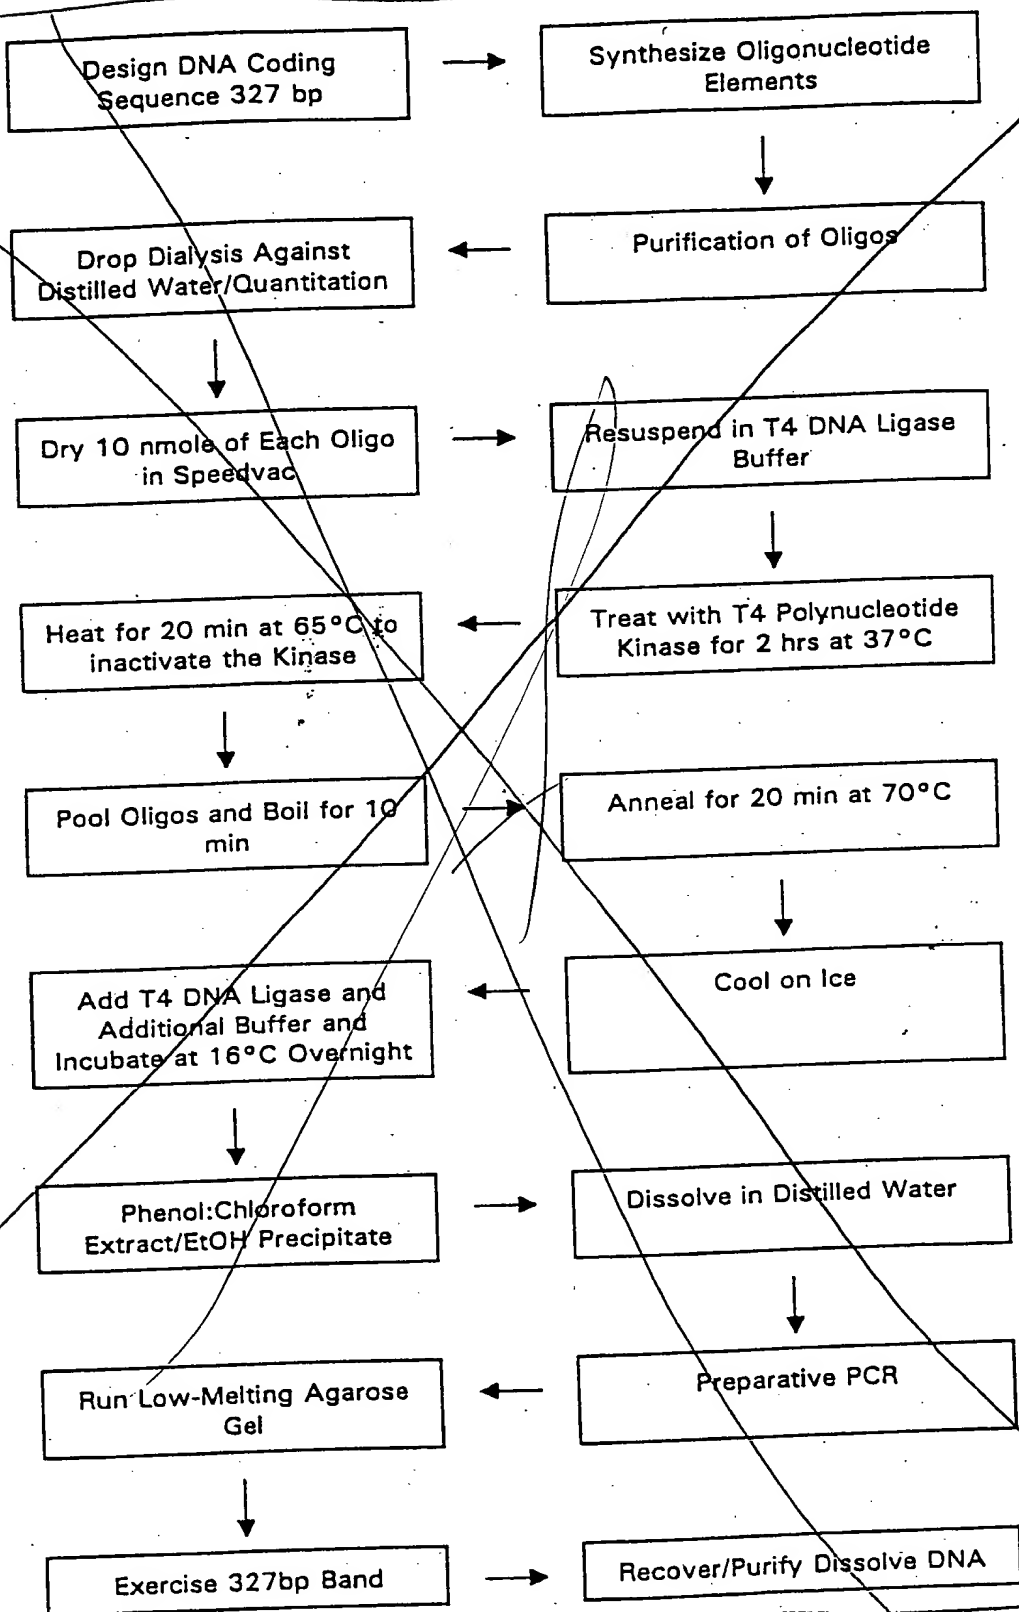 Design DNA Coding
Sequence 327 bp
Synthesize Oligonucleotide
Elements
Purification of Oligos
Drop Dialysis Against
Distilled Water/Quantitation
Dry 10 nmole of Each Oligo
in Speedvac
Resuspend in T4 DNA Ligase
Buffer
Treat with T4 Polynucleotide
Kinase for 2 hrs at 37°C
Heat for 20 min at 65°C to
inactivate the Kinase
Pool Oligos and Boil for 10
min
Anneal for 20 min at 70°C
Cool on Ice
Add T4 DNA Ligase and
Additional Buffer and
Incubate at 16°C Overnight
Phenol:Chloroform
Extract/EtOH Precipitate
Dissolve in Distilled Water
Preparative PCR
Run Low-Melting Agarose
Gel
Exercise 327bp Band
Recover/Purify Dissolve DNA